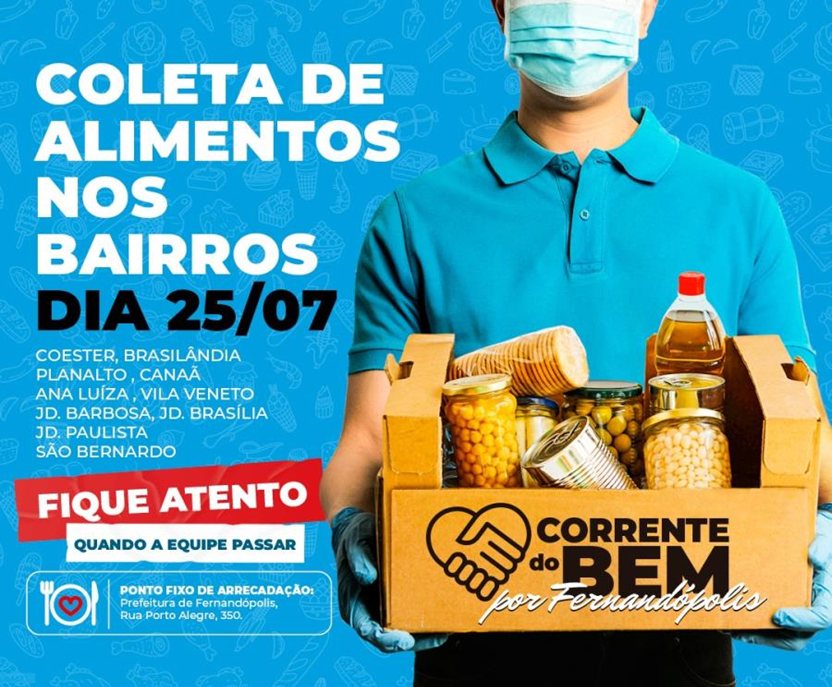 COLETA DE
ALIMENTOS
NOS
BAIRROS
DIA 25/07
COESTER, BRASILÂNDIA
PLANALTO , CANAÃ
ANA LUÍZA , VILA VENETO
JD. BARBOSA, JD. BRASÍLIA
JD. PAULISTA
SÃO BERNARDO
FIQUE ATENTO
QUANDO A EQUIPE PASSAR
PONTO FIXO DE ARRECADAÇÃO:
Prefeitura de Fernandópolis,
Rua Porto Alegre, 350.
CORRENTE
do BEM
por Fernandópolis